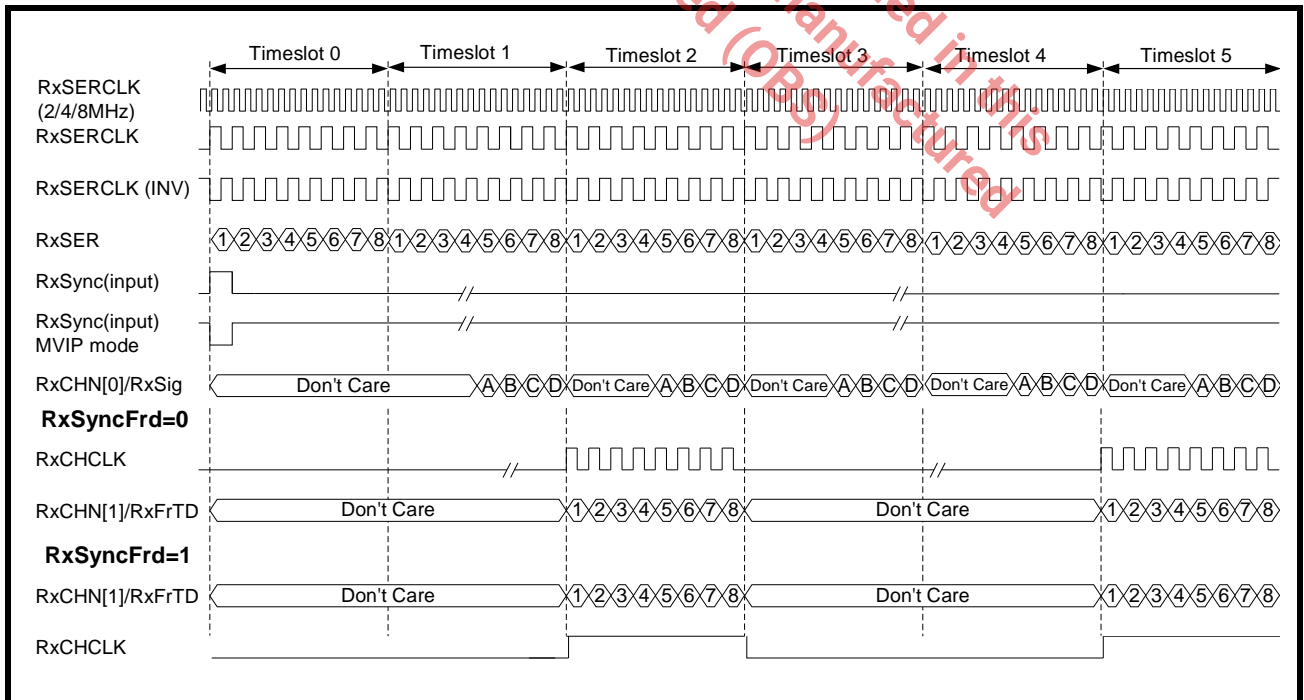 ned in this
manufactured
ed (OBS)
Timeslot 0 Timeslot 1 Timeslot 2 Timeslot 3 Timeslot 4 Timeslot 5
RxSERCLK
(2/4/8MHz)
RxSERCLK
RxSERCLK (INV)
RxSER 1 2 3 4 5 6 7 8 1 2 3 4 5 6 7 8 1 2 3 4 5 6 7 8 1 2 3 4 5 6 7 8 1 2 3 4 5 6 7 8 1 2 3 4 5 6 7 8
RxSync(input)
RxSync(input)
MVIP mode
RxCHN[0]/RxSig Don't Care A B C D Don't Care A B C D Don't Care A B C D Don't Care A B C D Don't Care A B C D
RxSyncFrd=0
RxCHCLK
RxCHN[1]/RxFrTD Don't Care 1 2 3 4 5 6 7 8 Don't Care 1 2 3 4 5 6 7 8
RxSyncFrd=1
RxCHN[1]/RxFrTD Don't Care 1 2 3 4 5 6 7 8 Don't Care 1 2 3 4 5 6 7 8
RxCHCLK